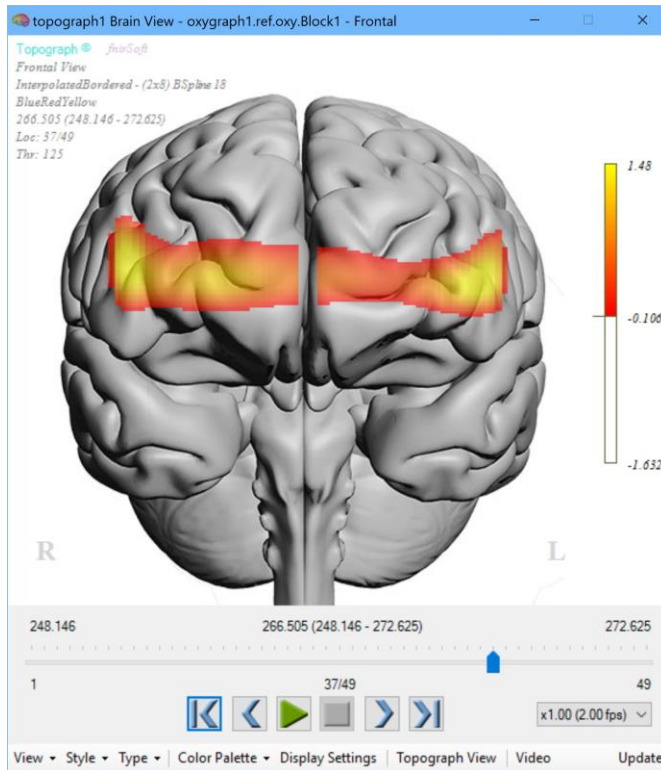 topograph1 Brain View - oxygraph1.ref.oxy.Block1 - Frontal
Topograph ® fnirSoft
Frontal View
InterpolatedBordered - (2x8) BSpline 18
BlueRedYellow
266.505 (248.146 - 272.625)
Loc: 37/49
Thr: 125
1.48
-0.106
-1.632
R L
248.146 266.505 (248.146 - 272.625) 272.625
1 37/49 49
x1.00 (2.00 fps)
View Style Type Color Palette Display Settings Topograph View Video Update